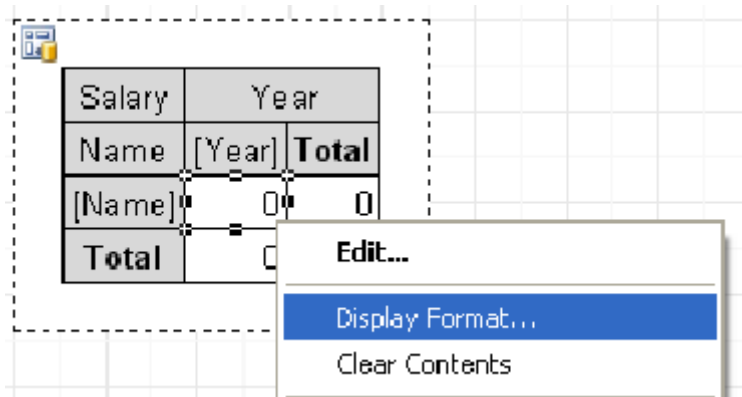 Salary Year
Name [Year] Total
[Name] 0 0
Total 0
Edit...
Display Format...
Clear Contents